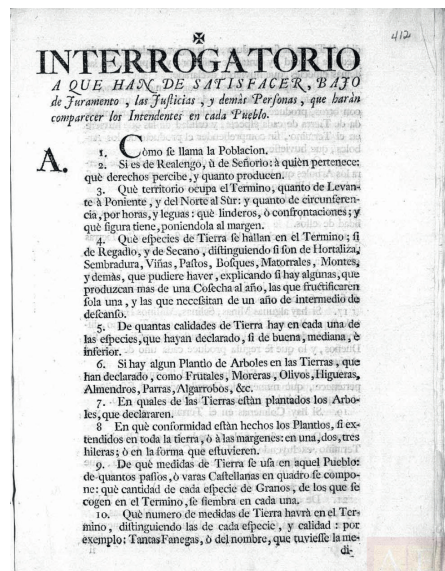 412
INTERROGATORIO
A QUE HAN DE SATISFACER, BAJO
de Juramento, las Justicias, y demàs Personas, que haràn
comparecer los Intendentes en cada Pueblo.
A.
1. Còmo se llama la Poblacion.
2. Si es de Realengo, ù de Señorìo: à quièn pertenece:
què derechos percibe, y quanto producen.
3. Què territorio ocupa el Termino, quanto de Levan-
te à Poniente, y del Norte al Sùr: y quanto de circunferen-
cia, por horas, y leguas: què linderos, ò confrontaciones; y
què figura tiene, poniendola al margen.
4. Què especies de Tierra se hallan en el Termino; si
de Regadìo, y de Secano, distinguiendo si son de Hortaliza,
Sembradura, Viñas, Pastos, Bosques, Matorrales, Montes,
y demàs, que pudiere haver, explicando si hay algunas, que
produzcan mas de una Cosecha al año, las que fructificaren
sola una, y las que necessitan de un año de intermedio de
descanso.
5. De quantas calidades de Tierra hay en cada una de
las especies, que hayan declarado, si de buena, mediana, è
inferior.
6. Si hay algun Plantìo de Arboles en las Tierras, que
han declarado, como Frutales, Moreras, Olivos, Higueras,
Almendros, Parras, Algarrobos, &c.
7. En quales de las Tierras estàn plantados los Arbo-
les, que declararen.
8 En què conformidad estàn hechos los Plantìos, si ex-
tendidos en toda la tierra, ò à las margenes: en una, dos, tres
hileras; ò en la forma que estuvieren.
9. De què medidas de Tierra se usa en aquel Pueblo:
de quantos passos, ò varas Castellanas en quadro se compo-
ne: què cantidad de cada especie de Granos, de los que se
cogen en el Termino, se siembra en cada una.
10. Què numero de medidas de Tierra havrà en el Ter-
mino, distinguiendo las de cada especie, y calidad: por
exemplo: Tantas Fanegas, ò del nombre, que tuviesse la me-
di-